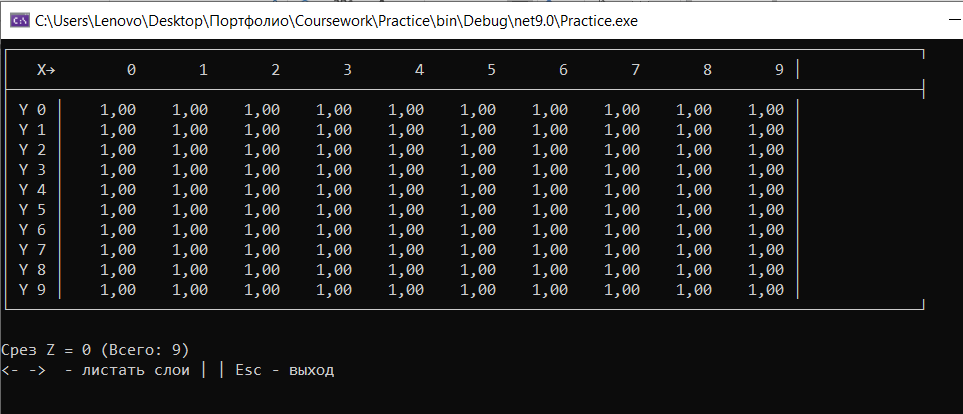 C:\Users\Lenovo\Desktop\Портфолио\Coursework\Practice\bin\Debug\net9.0\Practice.exe
X→ 0 1 2 3 4 5 6 7 8 9 │
Y 0 │ 1,00 1,00 1,00 1,00 1,00 1,00 1,00 1,00 1,00 1,00 │
Y 1 │ 1,00 1,00 1,00 1,00 1,00 1,00 1,00 1,00 1,00 1,00 │
Y 2 │ 1,00 1,00 1,00 1,00 1,00 1,00 1,00 1,00 1,00 1,00 │
Y 3 │ 1,00 1,00 1,00 1,00 1,00 1,00 1,00 1,00 1,00 1,00 │
Y 4 │ 1,00 1,00 1,00 1,00 1,00 1,00 1,00 1,00 1,00 1,00 │
Y 5 │ 1,00 1,00 1,00 1,00 1,00 1,00 1,00 1,00 1,00 1,00 │
Y 6 │ 1,00 1,00 1,00 1,00 1,00 1,00 1,00 1,00 1,00 1,00 │
Y 7 │ 1,00 1,00 1,00 1,00 1,00 1,00 1,00 1,00 1,00 1,00 │
Y 8 │ 1,00 1,00 1,00 1,00 1,00 1,00 1,00 1,00 1,00 1,00 │
Y 9 │ 1,00 1,00 1,00 1,00 1,00 1,00 1,00 1,00 1,00 1,00 │
Срез Z = 0 (Всего: 9)
<- -> - листать слои │ │ Esc - выход